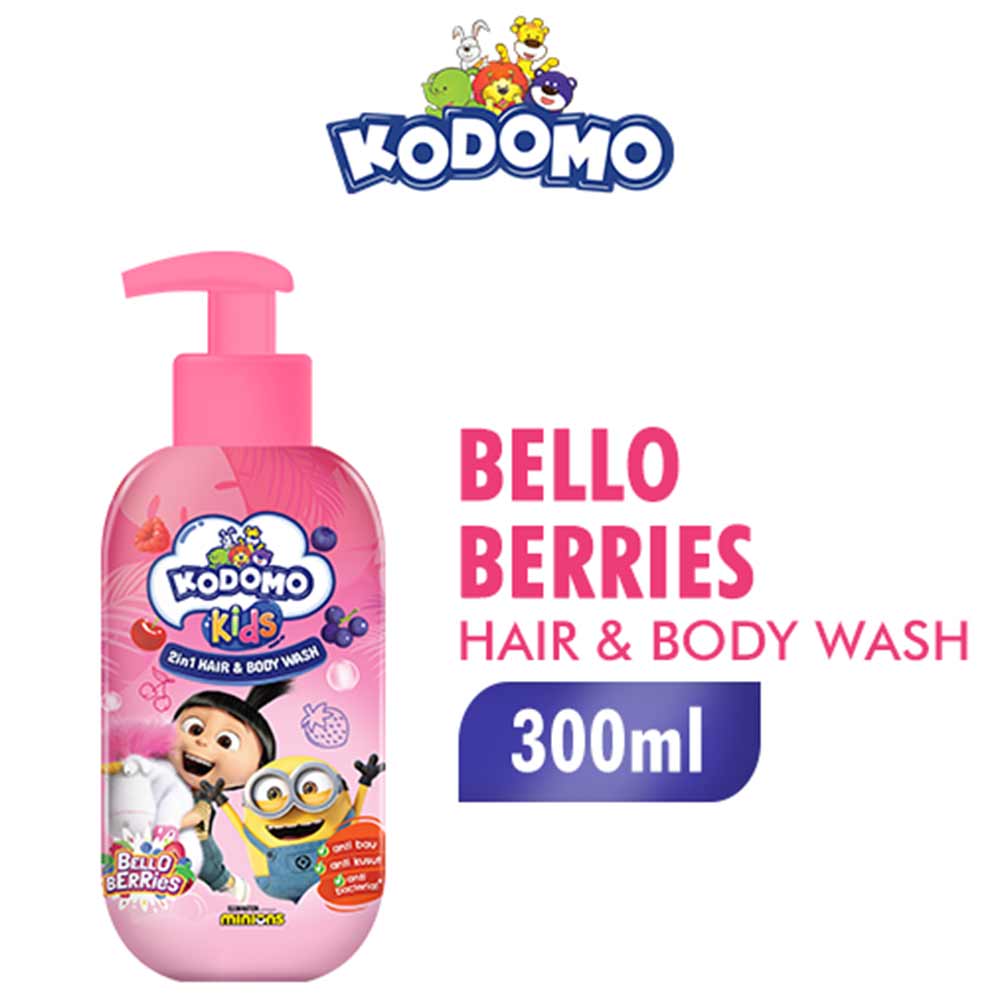 KODOMO
BELLO
BERRIES
HAIR & BODY WASH
300ml
KODOMO
Kids
2in1 HAIR & BODY WASH
BELLO
BERRies
anti bau
anti kusut
anti
bacterial*
minions